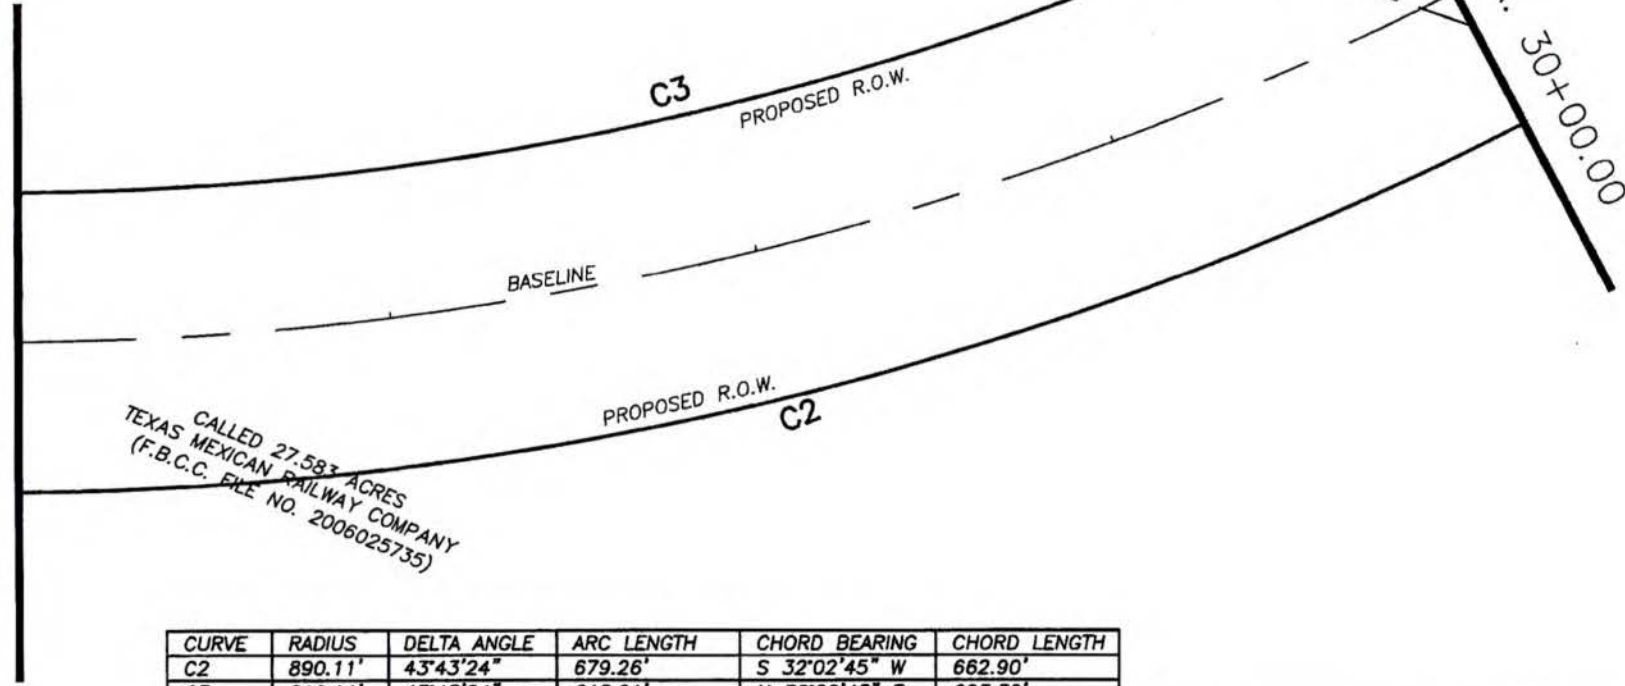 C3
PROPOSED R.O.W.
30+00.00
BASELINE
PROPOSED R.O.W.
C2
CALLED 27.583 ACRES
TEXAS MEXICAN RAILWAY COMPANY
(F.B.C.C. FILE NO. 2006025735)
CURVE RADIUS DELTA ANGLE ARC LENGTH CHORD BEARING CHORD LENGTH
C2 890.11' 43°43'24" 679.26' S 32°02'45" W 662.90'